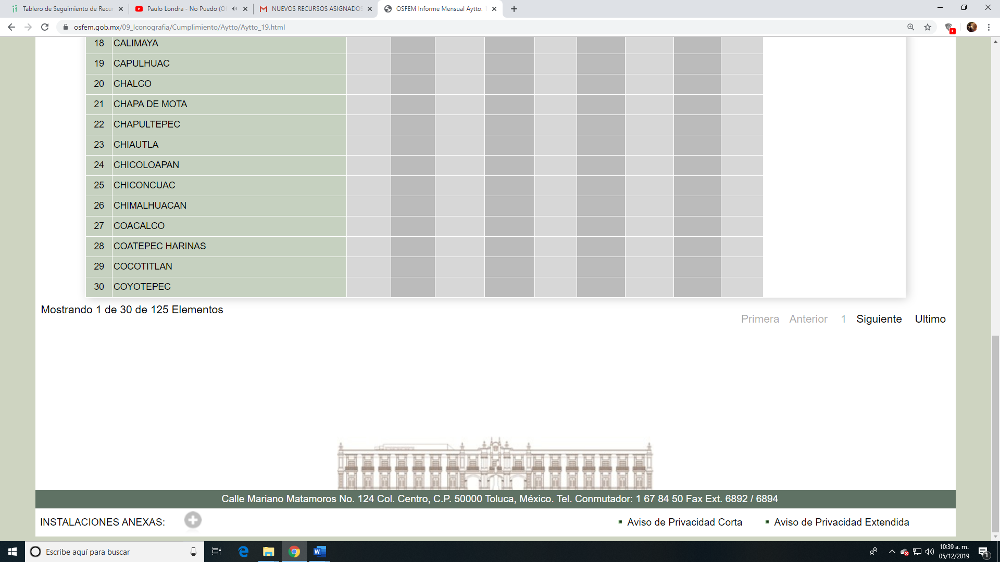 Tablero de Seguimiento de Recur
Paulo Londra - No Puedo (O
NUEVOS RECURSOS ASIGNADOS
OSFEM Informe Mensual Aytto.
osfem.gob.mx/09_Iconografia/Cumplimiento/Aytto/Aytto_19.html
18 CALIMAYA
19 CAPULHUAC
20 CHALCO
21 CHAPA DE MOTA
22 CHAPULTEPEC
23 CHIAUTLA
24 CHICOLOAPAN
25 CHICONCUAC
26 CHIMALHUACAN
27 COACALCO
28 COATEPEC HARINAS
29 COCOTITLAN
30 COYOTEPEC
Mostrando 1 de 30 de 125 Elementos
Primera Anterior 1 Siguiente Ultimo
Calle Mariano Matamoros No. 124 Col. Centro, C.P. 50000 Toluca, México. Tel. Conmutador: 1 67 84 50 Fax Ext. 6892 / 6894
INSTALACIONES ANEXAS:
Aviso de Privacidad Corta
Aviso de Privacidad Extendida
Escribe aquí para buscar
10:39 a. m.
05/12/2019
1